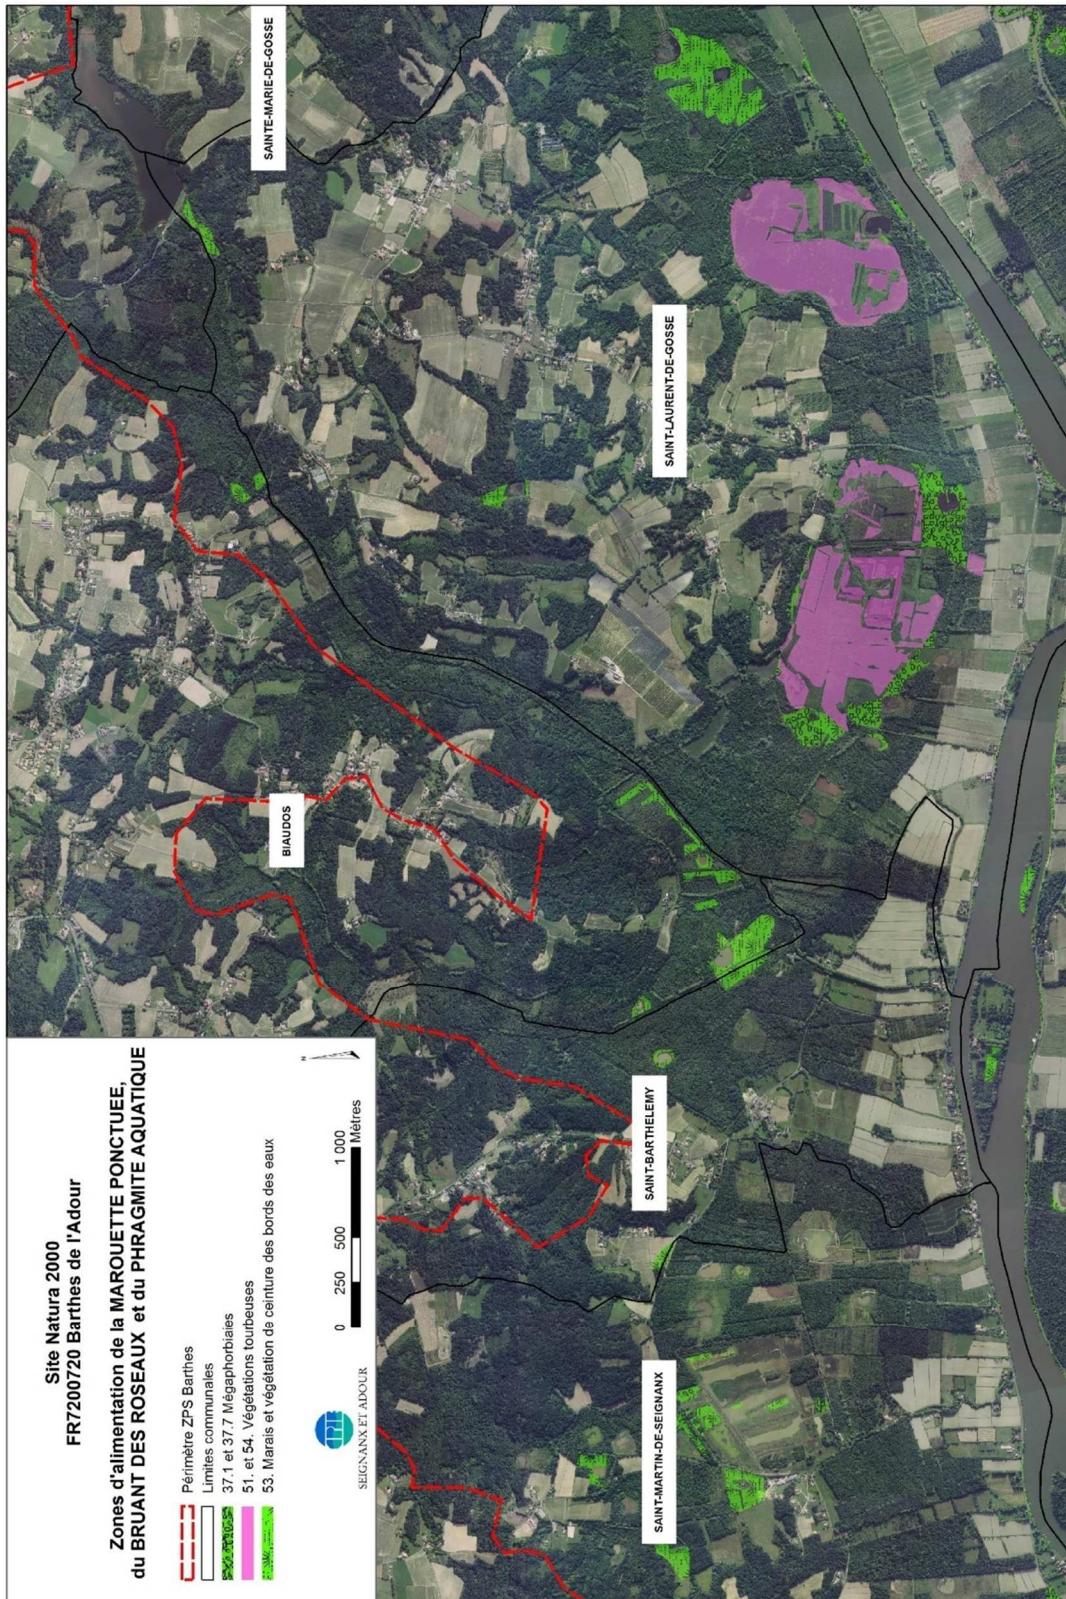 Site Natura 2000
FR7200720 Barthes de l'Adour
Zones d'alimentation de la MAROUETTE PONCTUEE,
du BRUANT DES ROSEAUX et du PHRAGMITE AQUATIQUE
Périmètre ZPS Barthes
Limites communales
37.1 et 37.7 Mégaphorbiaies
51. et 54. Végétations tourbeuses
53. Marais et végétation de ceinture des bords des eaux
CPIE
SEIGNANX ET ADOUR
0 250 500 1 000
Mètres
N
BIAUDOS
SAINTE-MARIE-DE-GOSSE
SAINT-LAURENT-DE-GOSSE
SAINT-BARTHELEMY
SAINT-MARTIN-DE-SEIGNANX